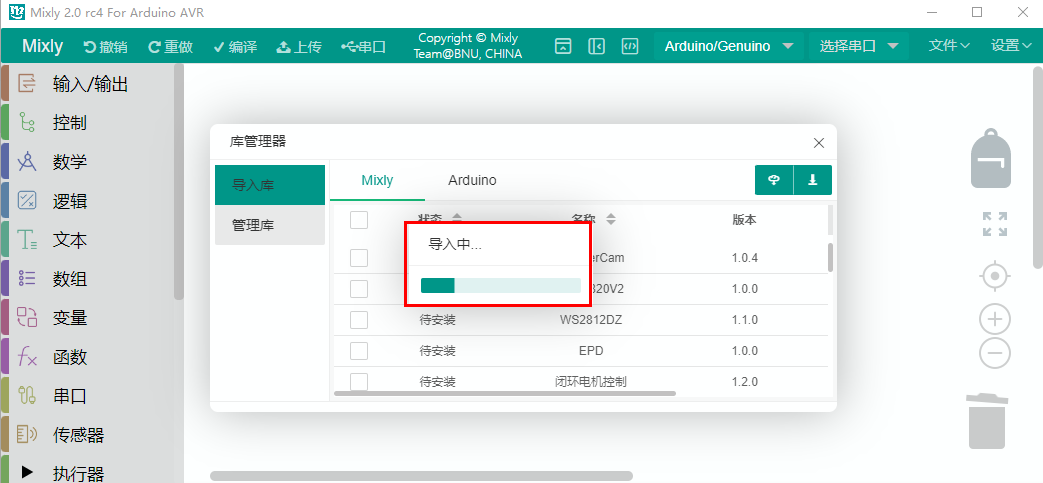 Mixly 2.0 rc4 For Arduino AVR
Mixly
撤销
重做
编译
上传
串口
Copyright © Mixly
Team@BNU, CHINA
Arduino/Genuino
选择串口
文件
设置
输入/输出
控制
数学
逻辑
文本
数组
变量
函数
串口
传感器
执行器
库管理器
导入库
管理库
Mixly
Arduino
状态
名称
版本
导入中...
erCam
1.0.4
820V2
1.0.0
待安装
WS2812DZ
1.1.0
待安装
EPD
1.0.0
待安装
闭环电机控制
1.2.0